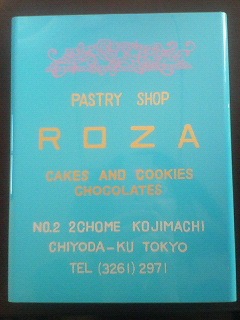 PASTRY SHOP
ROZA
CAKES AND COOKIES
CHOCOLATES
NO.2 2CHOME KOJIMACHI
CHIYODA-KU TOKYO
TEL (3261) 2971